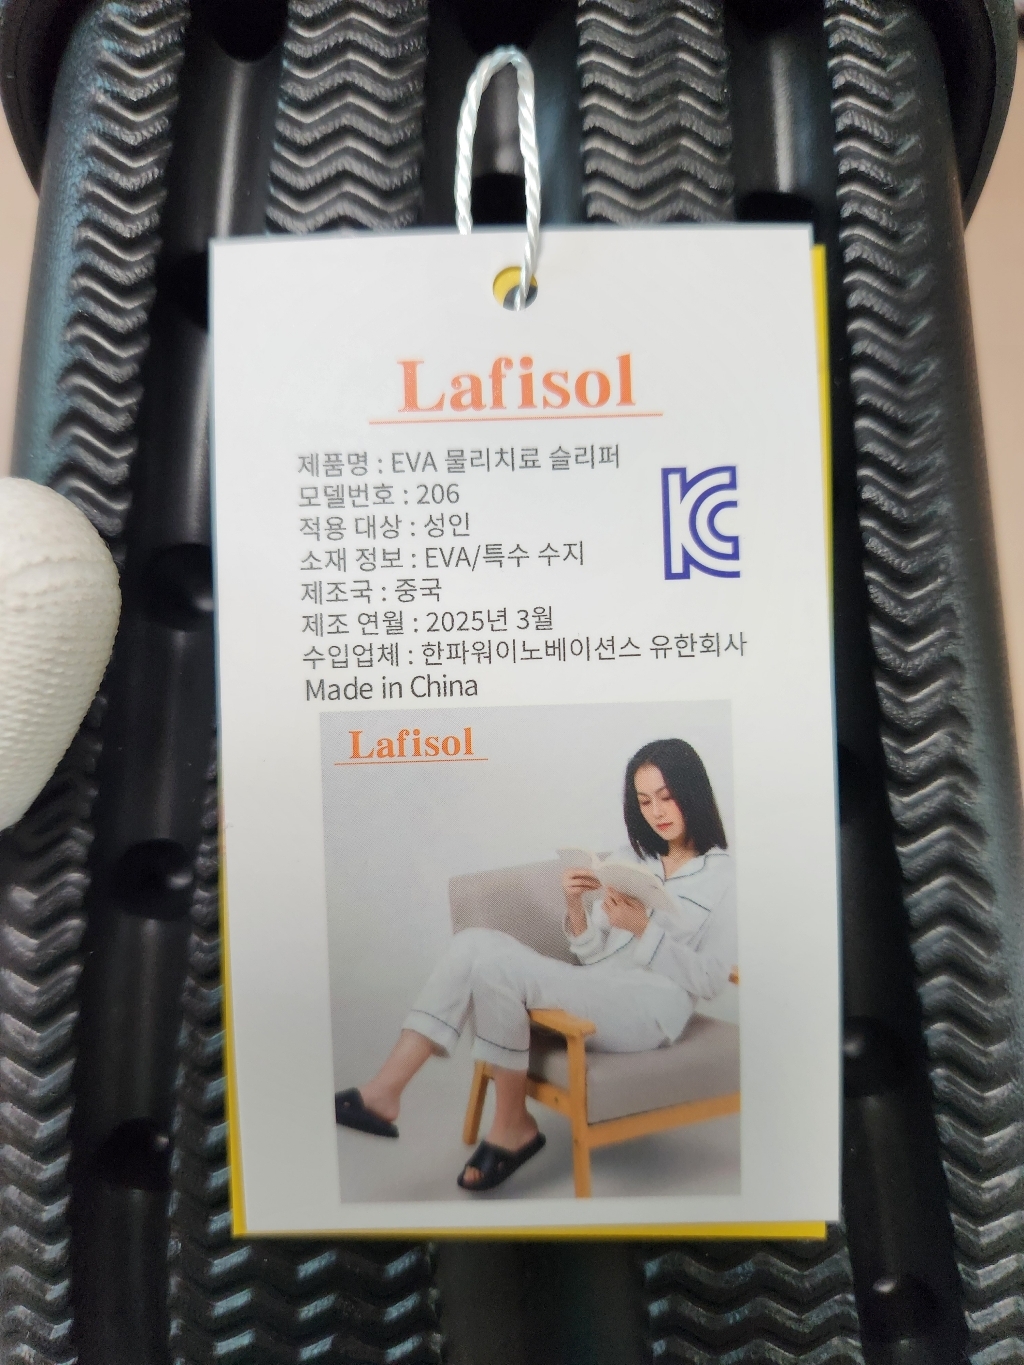 Lafisol
제품명 : EVA 물리치료 슬리퍼
모델번호 : 206
적용 대상 : 성인
소재 정보 : EVA/특수 수지
제조국 : 중국
제조 연월 : 2025년 3월
수입업체 : 한파워이노베이션스 유한회사
Made in China
KC
Lafisol